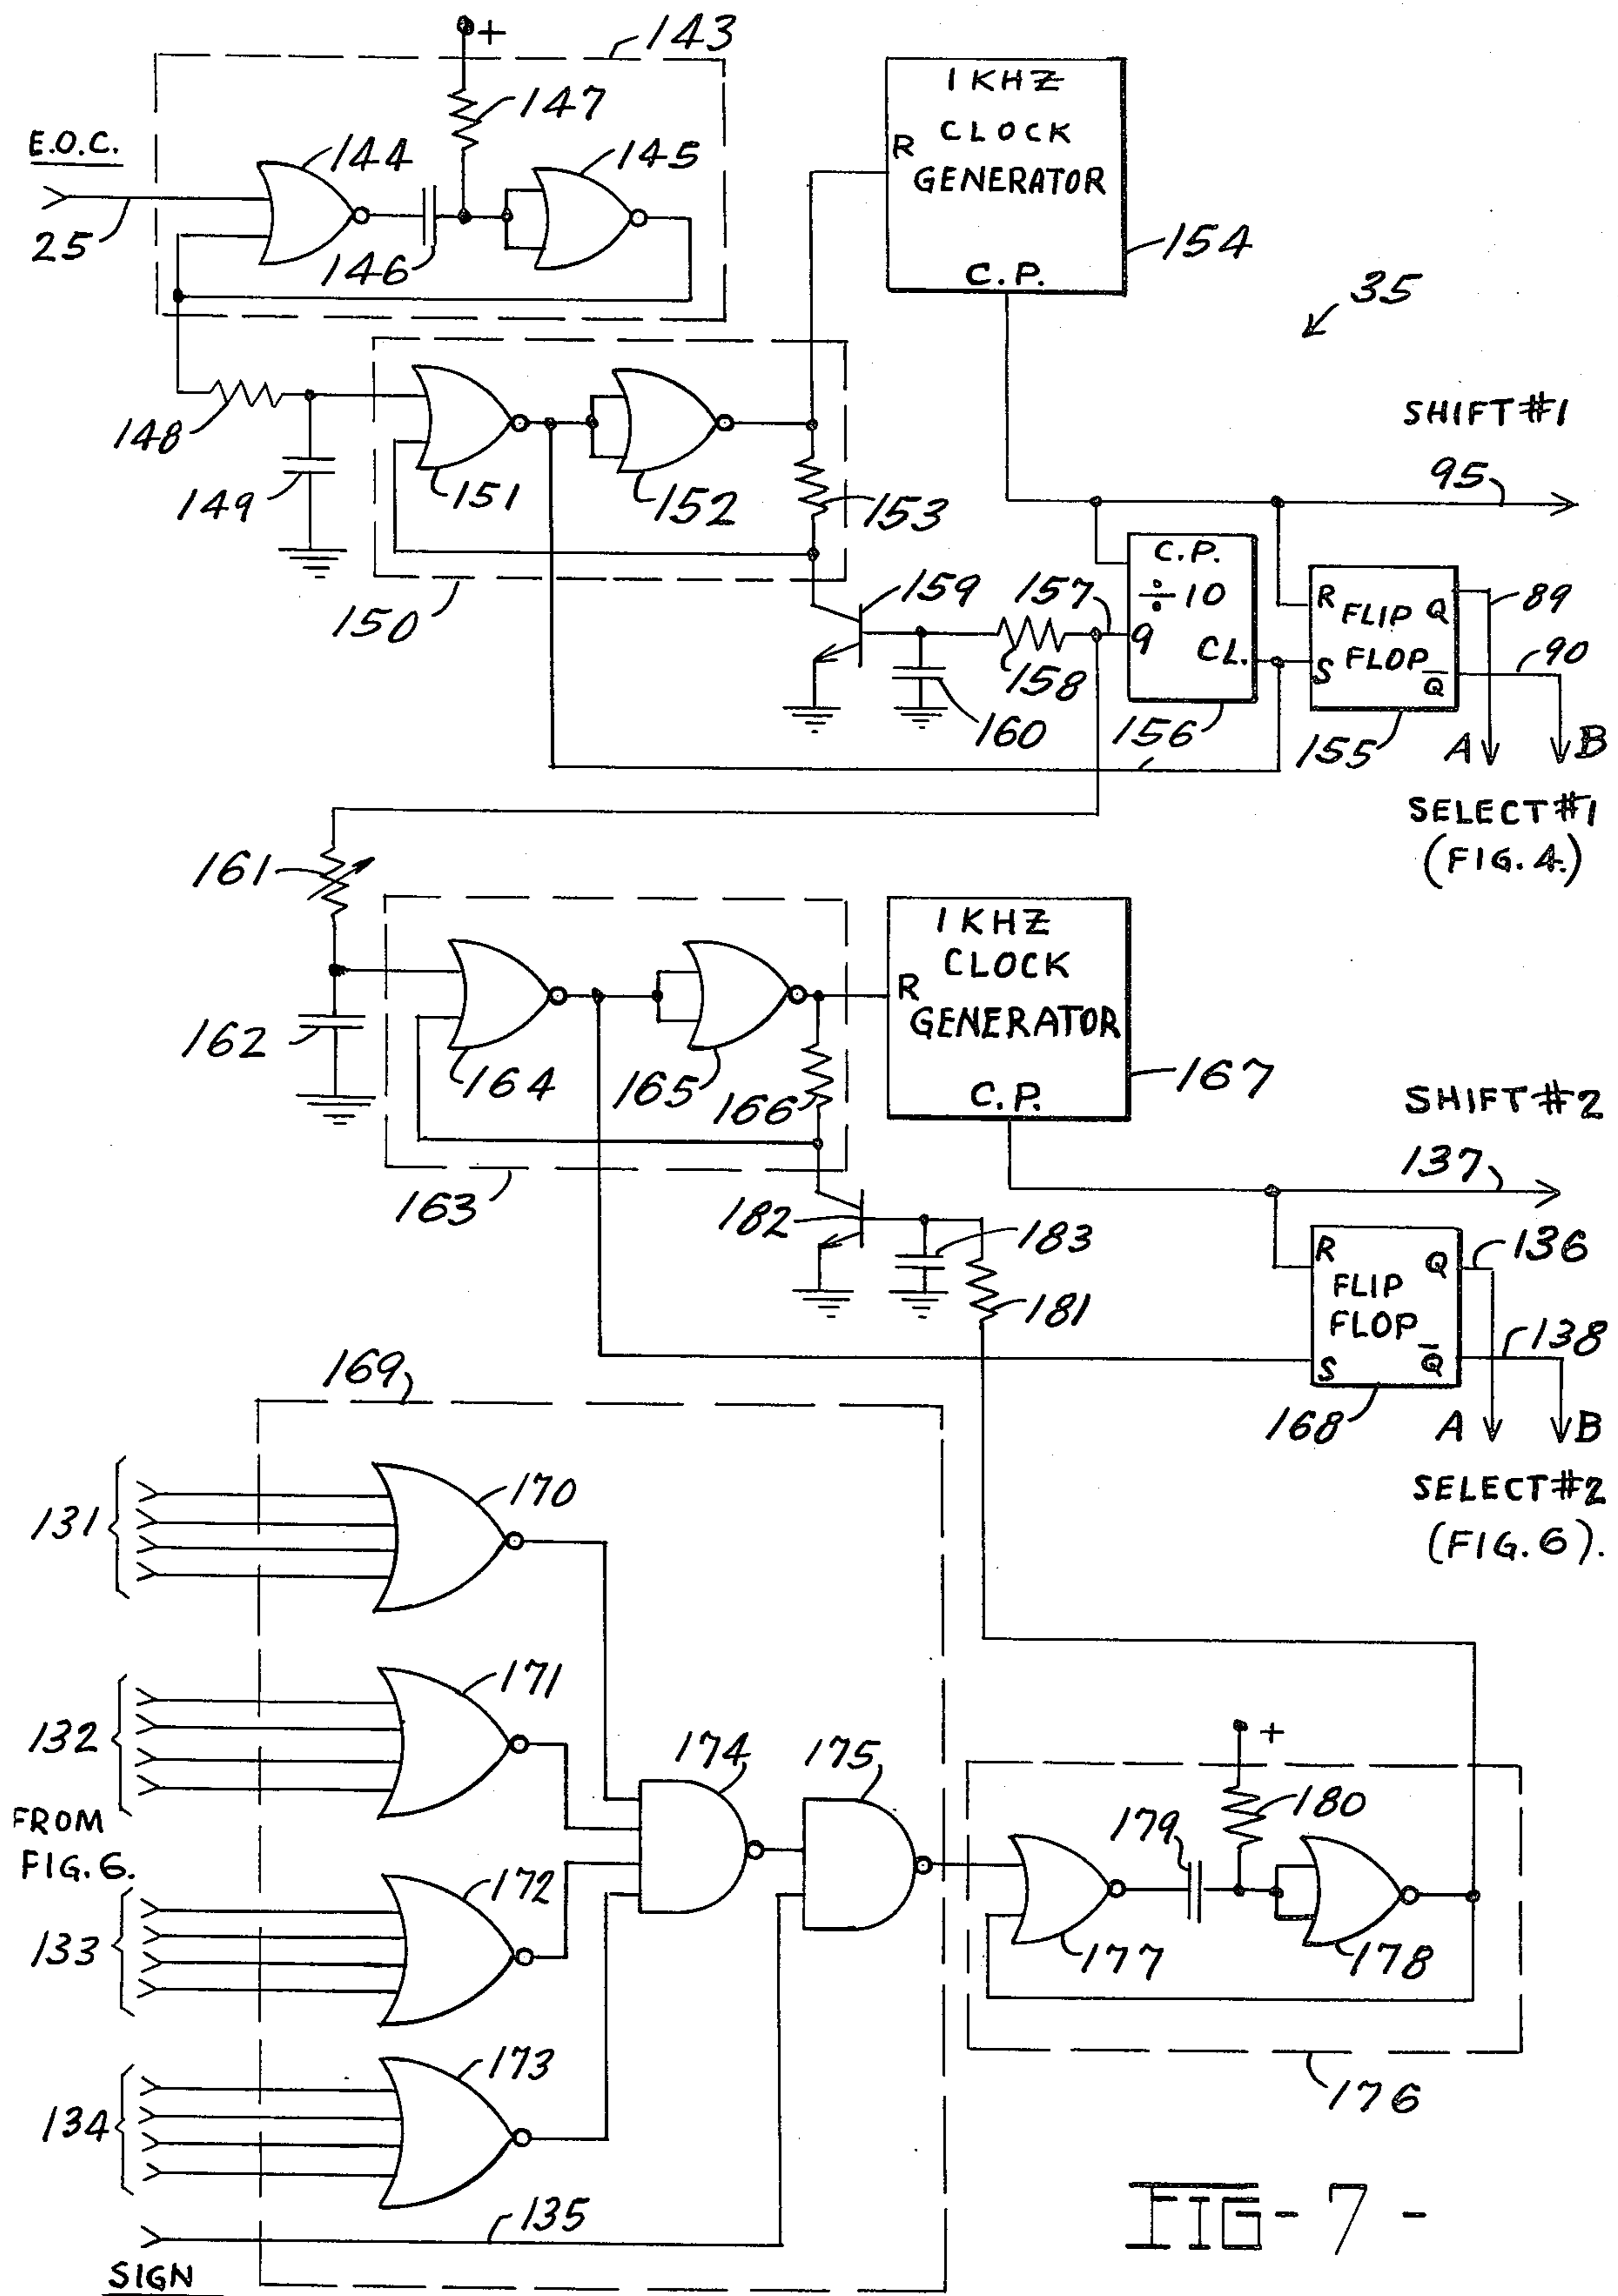 +
143
147
1 KHZ
CLOCK
GENERATOR
R
C.P.
E.O.C.
144
145
25
146
154
35
148
149
151
152
153
150
SHIFT #1
95
C.P.
÷ 10
9
CL.
159
157
158
160
156
R
FLIP
FLOP
Q
S
Q̅
155
89
90
A
B
SELECT #1
(FIG. 4.)
161
162
164
165
166
163
1 KHZ
CLOCK
GENERATOR
R
C.P.
167
SHIFT #2
137
182
183
181
R
FLIP
FLOP
Q
S
Q̅
168
136
138
A
B
SELECT #2
(FIG. 6).
169
131
170
132
171
FROM
FIG. 6.
174
175
133
172
134
173
135
SIGN
+
180
179
177
178
176
FIG - 7 -